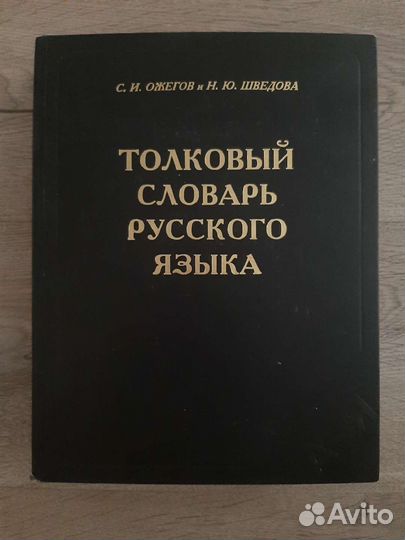 С. И. ОЖЕГОВ и Н. Ю. ШВЕДОВА
ТОЛКОВЫЙ
СЛОВАРЬ
РУССКОГО
ЯЗЫКА
Avito